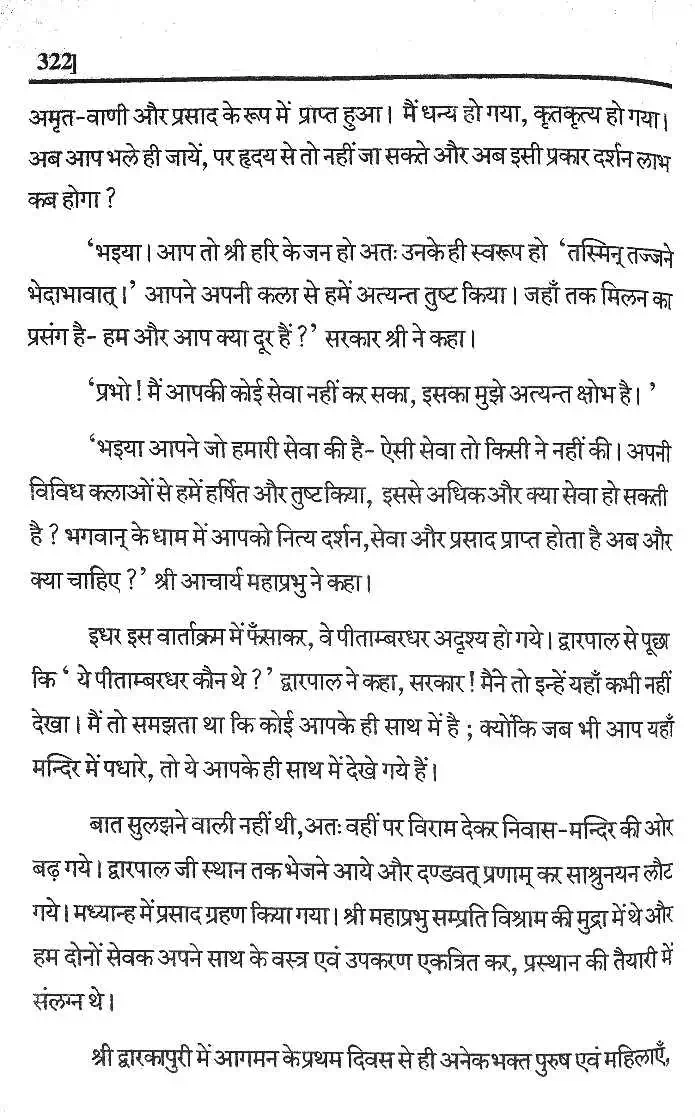 322]
अमृत-वाणी और प्रसाद के रूप में प्राप्त हुआ। मैं धन्य हो गया, कृतकृत्य हो गया।
अब आप भले ही जायें, पर हृदय से तो नहीं जा सकते और अब इसी प्रकार दर्शन लाभ
कब होगा ?
‘भइया। आप तो श्री हरि के जन हो अतः उनके ही स्वरूप हो ‘तस्मिन् तज्जने
भेदाभावात्।’ आपने अपनी कला से हमें अत्यन्त तुष्ट किया। जहाँ तक मिलन का
प्रसंग है- हम और आप क्या दूर हैं ?’ सरकार श्री ने कहा।
‘प्रभो ! मैं आपकी कोई सेवा नहीं कर सका, इसका मुझे अत्यन्त क्षोभ है। ’
‘भइया आपने जो हमारी सेवा की है- ऐसी सेवा तो किसी ने नहीं की। अपनी
विविध कलाओं से हमें हर्षित और तुष्ट किया, इससे अधिक और क्या सेवा हो सकती
है ? भगवान् के धाम में आपको नित्य दर्शन,सेवा और प्रसाद प्राप्त होता है अब और
क्या चाहिए ?’ श्री आचार्य महाप्रभु ने कहा।
इधर इस वार्ताक्रम में फँसाकर, वे पीताम्बरधर अदृश्य हो गये। द्वारपाल से पूछा
कि ‘ ये पीताम्बरधर कौन थे ?’ द्वारपाल ने कहा, सरकार ! मैंने तो इन्हें यहाँ कभी नहीं
देखा। मैं तो समझता था कि कोई आपके ही साथ में है ; क्योंकि जब भी आप यहाँ
मन्दिर में पधारे, तो ये आपके ही साथ में देखे गये हैं।
बात सुलझने वाली नहीं थी,अतः वहीं पर विराम देकर निवास-मन्दिर की ओर
बढ़ गये। द्वारपाल जी स्थान तक भेजने आये और दण्डवत् प्रणाम् कर साश्रुनयन लौट
गये। मध्यान्ह में प्रसाद ग्रहण किया गया। श्री महाप्रभु सम्प्रति विश्राम की मुद्रा में थे और
हम दोनों सेवक अपने साथ के वस्त्र एवं उपकरण एकत्रित कर, प्रस्थान की तैयारी में
संलग्न थे।
श्री द्वारकापुरी में आगमन के प्रथम दिवस से ही अनेक भक्त पुरुष एवं महिलाएँ,